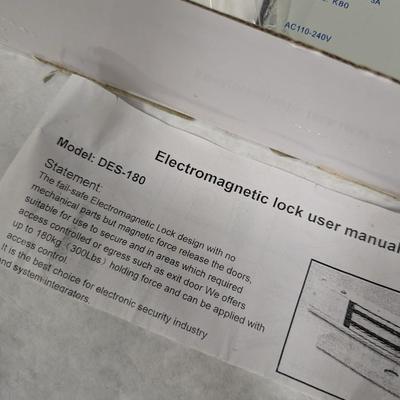 3A
KB0
AC110-240V
Electromagnetic lock user manual
Model: DES-180
Statement:
The fail-safe Electromagnetic Lock design with no
mechanical parts but magnetic force release the doors,
suitable for use to secure and in areas which required
access controlled or egress such as exit door We offers
up to 180kg（300Lbs）holding force and can be applied with
access control.
It is the best choice for electronic security industry
and system integrators.